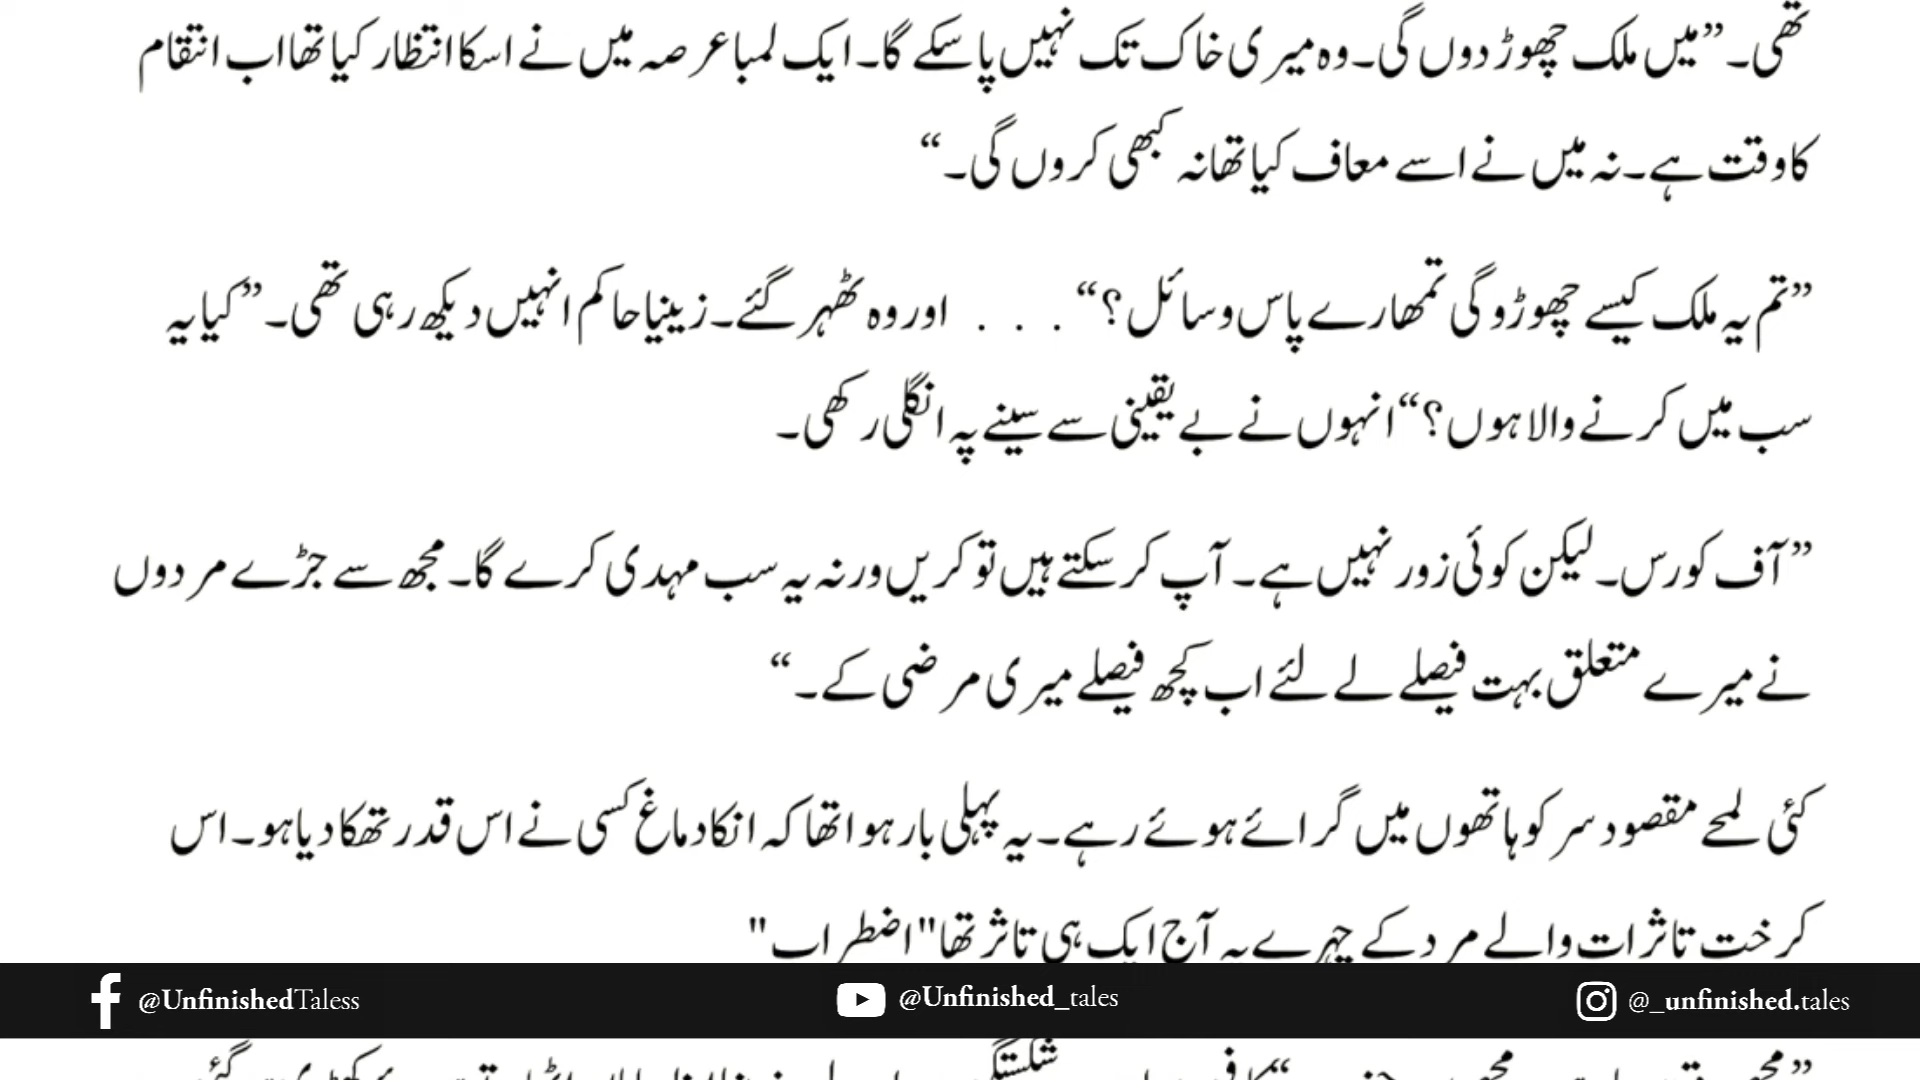 تھی۔”میں ملک چھوڑ دوں گی۔وہ میری خاک تک نہیں پا سکے گا۔ایک لمبا عرصہ میں نے اسکا انتظار کیا تھا اب انتقام
کا وقت ہے۔نہ میں نے اسے معاف کیا تھا نہ کبھی کروں گی۔“
”تم یہ ملک کیسے چھوڑو گی تمھارے پاس وسائل؟“ . . . اور وہ ٹھہر گئے۔زینیا حاکم انہیں دیکھ رہی تھی۔”کیا یہ
سب میں کرنے والا ہوں؟“انہوں نے بے یقینی سے سینے پہ انگلی رکھی۔
”آف کورس۔ لیکن کوئی زور نہیں ہے۔ آپ کر سکتے ہیں تو کریں ورنہ یہ سب مہدی کرے گا۔ مجھ سے جڑے مردوں
نے میرے متعلق بہت فیصلے لے لئے اب کچھ فیصلے میری مرضی کے۔“
کئی لمحے مقصود سر کو ہاتھوں میں گرائے ہوئے رہے۔یہ پہلی بار ہوا تھا کہ انکا دماغ کسی نے اس قدر تھکا دیا ہو۔اس
کرخت تاثرات والے مرد کے چہرے پہ آج ایک ہی تاثر تھا"اضطراب"
@UnfinishedTaless @Unfinished_tales @_unfinished.tales